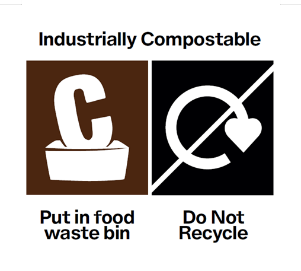 Industrially Compostable
C
Put in food
waste bin
Do Not
Recycle